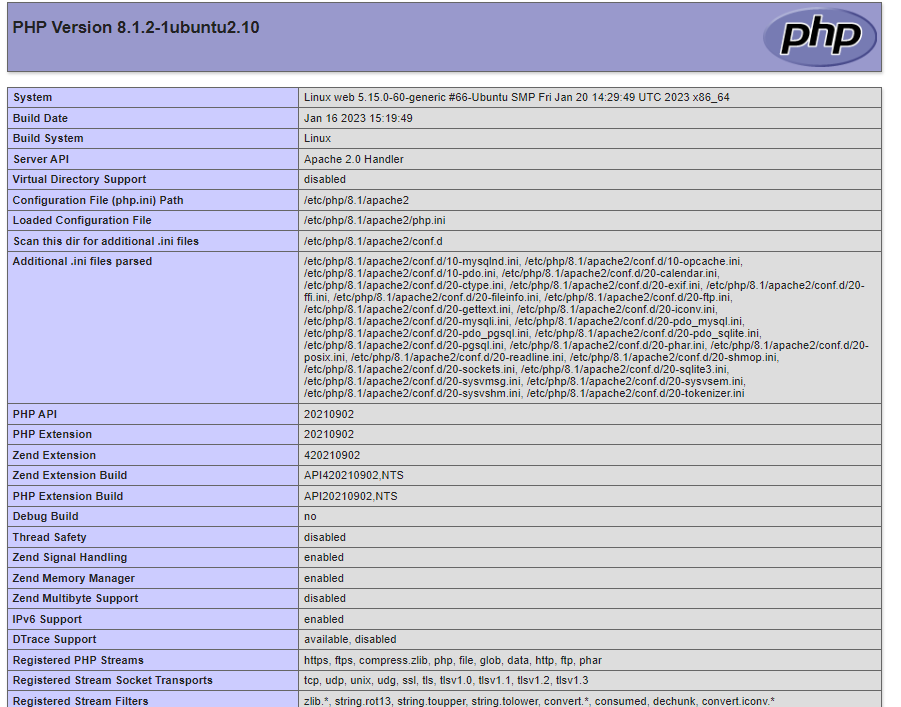 PHP Version 8.1.2-1ubuntu2.10
php
System Linux web 5.15.0-60-generic #66-Ubuntu SMP Fri Jan 20 14:29:49 UTC 2023 x86_64
Build Date Jan 16 2023 15:19:49
Build System Linux
Server API Apache 2.0 Handler
Virtual Directory Support disabled
Configuration File (php.ini) Path /etc/php/8.1/apache2
Loaded Configuration File /etc/php/8.1/apache2/php.ini
Scan this dir for additional .ini files /etc/php/8.1/apache2/conf.d
Additional .ini files parsed /etc/php/8.1/apache2/conf.d/10-mysqlnd.ini, /etc/php/8.1/apache2/conf.d/10-opcache.ini,
/etc/php/8.1/apache2/conf.d/10-pdo.ini, /etc/php/8.1/apache2/conf.d/20-calendar.ini,
/etc/php/8.1/apache2/conf.d/20-ctype.ini, /etc/php/8.1/apache2/conf.d/20-exif.ini, /etc/php/8.1/apache2/conf.d/20-
ffi.ini, /etc/php/8.1/apache2/conf.d/20-fileinfo.ini, /etc/php/8.1/apache2/conf.d/20-ftp.ini,
/etc/php/8.1/apache2/conf.d/20-gettext.ini, /etc/php/8.1/apache2/conf.d/20-iconv.ini,
/etc/php/8.1/apache2/conf.d/20-mysqli.ini, /etc/php/8.1/apache2/conf.d/20-pdo_mysql.ini,
/etc/php/8.1/apache2/conf.d/20-pdo_pgsql.ini, /etc/php/8.1/apache2/conf.d/20-pdo_sqlite.ini,
/etc/php/8.1/apache2/conf.d/20-pgsql.ini, /etc/php/8.1/apache2/conf.d/20-phar.ini, /etc/php/8.1/apache2/conf.d/20-
posix.ini, /etc/php/8.1/apache2/conf.d/20-readline.ini, /etc/php/8.1/apache2/conf.d/20-shmop.ini,
/etc/php/8.1/apache2/conf.d/20-sockets.ini, /etc/php/8.1/apache2/conf.d/20-sqlite3.ini,
/etc/php/8.1/apache2/conf.d/20-sysvmsg.ini, /etc/php/8.1/apache2/conf.d/20-sysvsem.ini,
/etc/php/8.1/apache2/conf.d/20-sysvshm.ini, /etc/php/8.1/apache2/conf.d/20-tokenizer.ini
PHP API 20210902
PHP Extension 20210902
Zend Extension 420210902
Zend Extension Build API420210902,NTS
PHP Extension Build API20210902,NTS
Debug Build no
Thread Safety disabled
Zend Signal Handling enabled
Zend Memory Manager enabled
Zend Multibyte Support disabled
IPv6 Support enabled
DTrace Support available, disabled
Registered PHP Streams https, ftps, compress.zlib, php, file, glob, data, http, ftp, phar
Registered Stream Socket Transports tcp, udp, unix, udg, ssl, tls, tlsv1.0, tlsv1.1, tlsv1.2, tlsv1.3
Registered Stream Filters zlib.*, string.rot13, string.toupper, string.tolower, convert.*, consumed, dechunk, convert.iconv.*